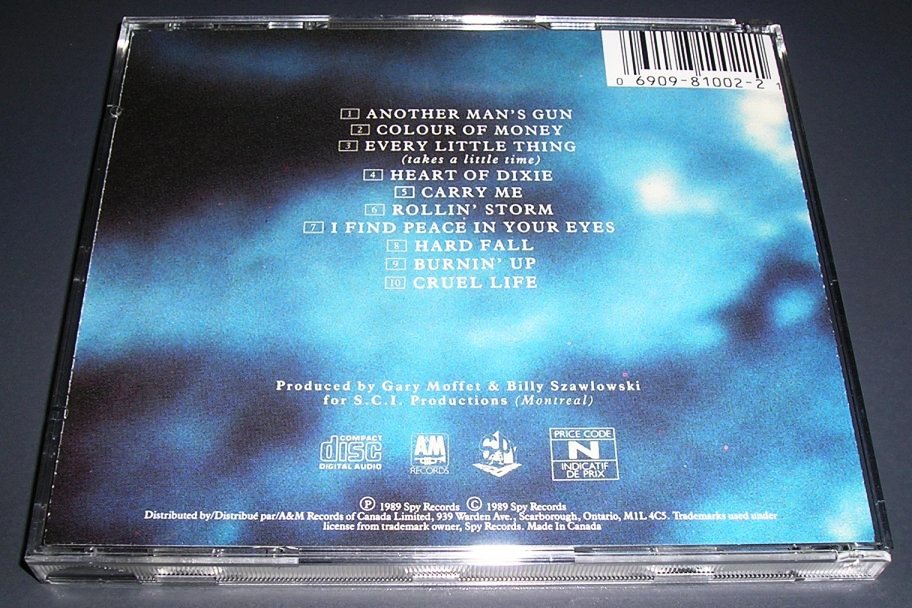 0 6909-81002-2 1
1 ANOTHER MAN'S GUN
2 COLOUR OF MONEY
3 EVERY LITTLE THING
(takes a little time)
4 HEART OF DIXIE
5 CARRY ME
6 ROLLIN' STORM
7 I FIND PEACE IN YOUR EYES
8 HARD FALL
9 BURNIN' UP
10 CRUEL LIFE
Produced by Gary Moffet & Billy Szawlowski
for S.C.I. Productions (Montreal)
COMPACT
disc
DIGITAL AUDIO
A&M
RECORDS
PRICE CODE
N
INDICATIF
DE PRIX
Ⓟ 1989 Spy Records © 1989 Spy Records
Distributed by/Distribué par/A&M Records of Canada Limited, 939 Warden Ave., Scarborough, Ontario, M1L 4C5. Trademarks used under
license from trademark owner, Spy Records. Made In Canada